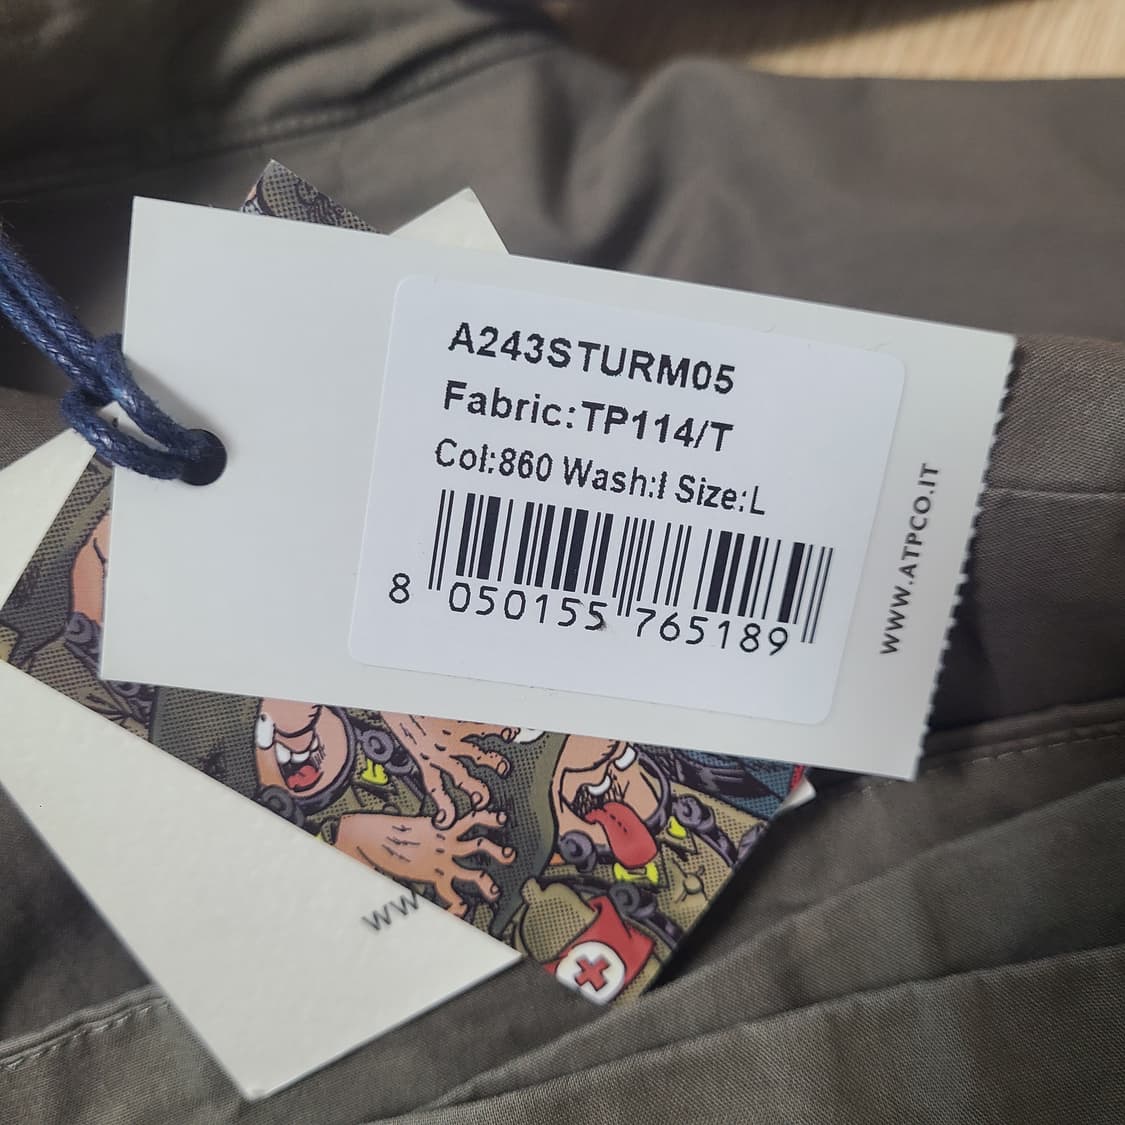 A243STURM05
Fabric:TP114/T
Col:860 Wash:I Size:L
8 050155 765189
WWW.ATPCO.IT